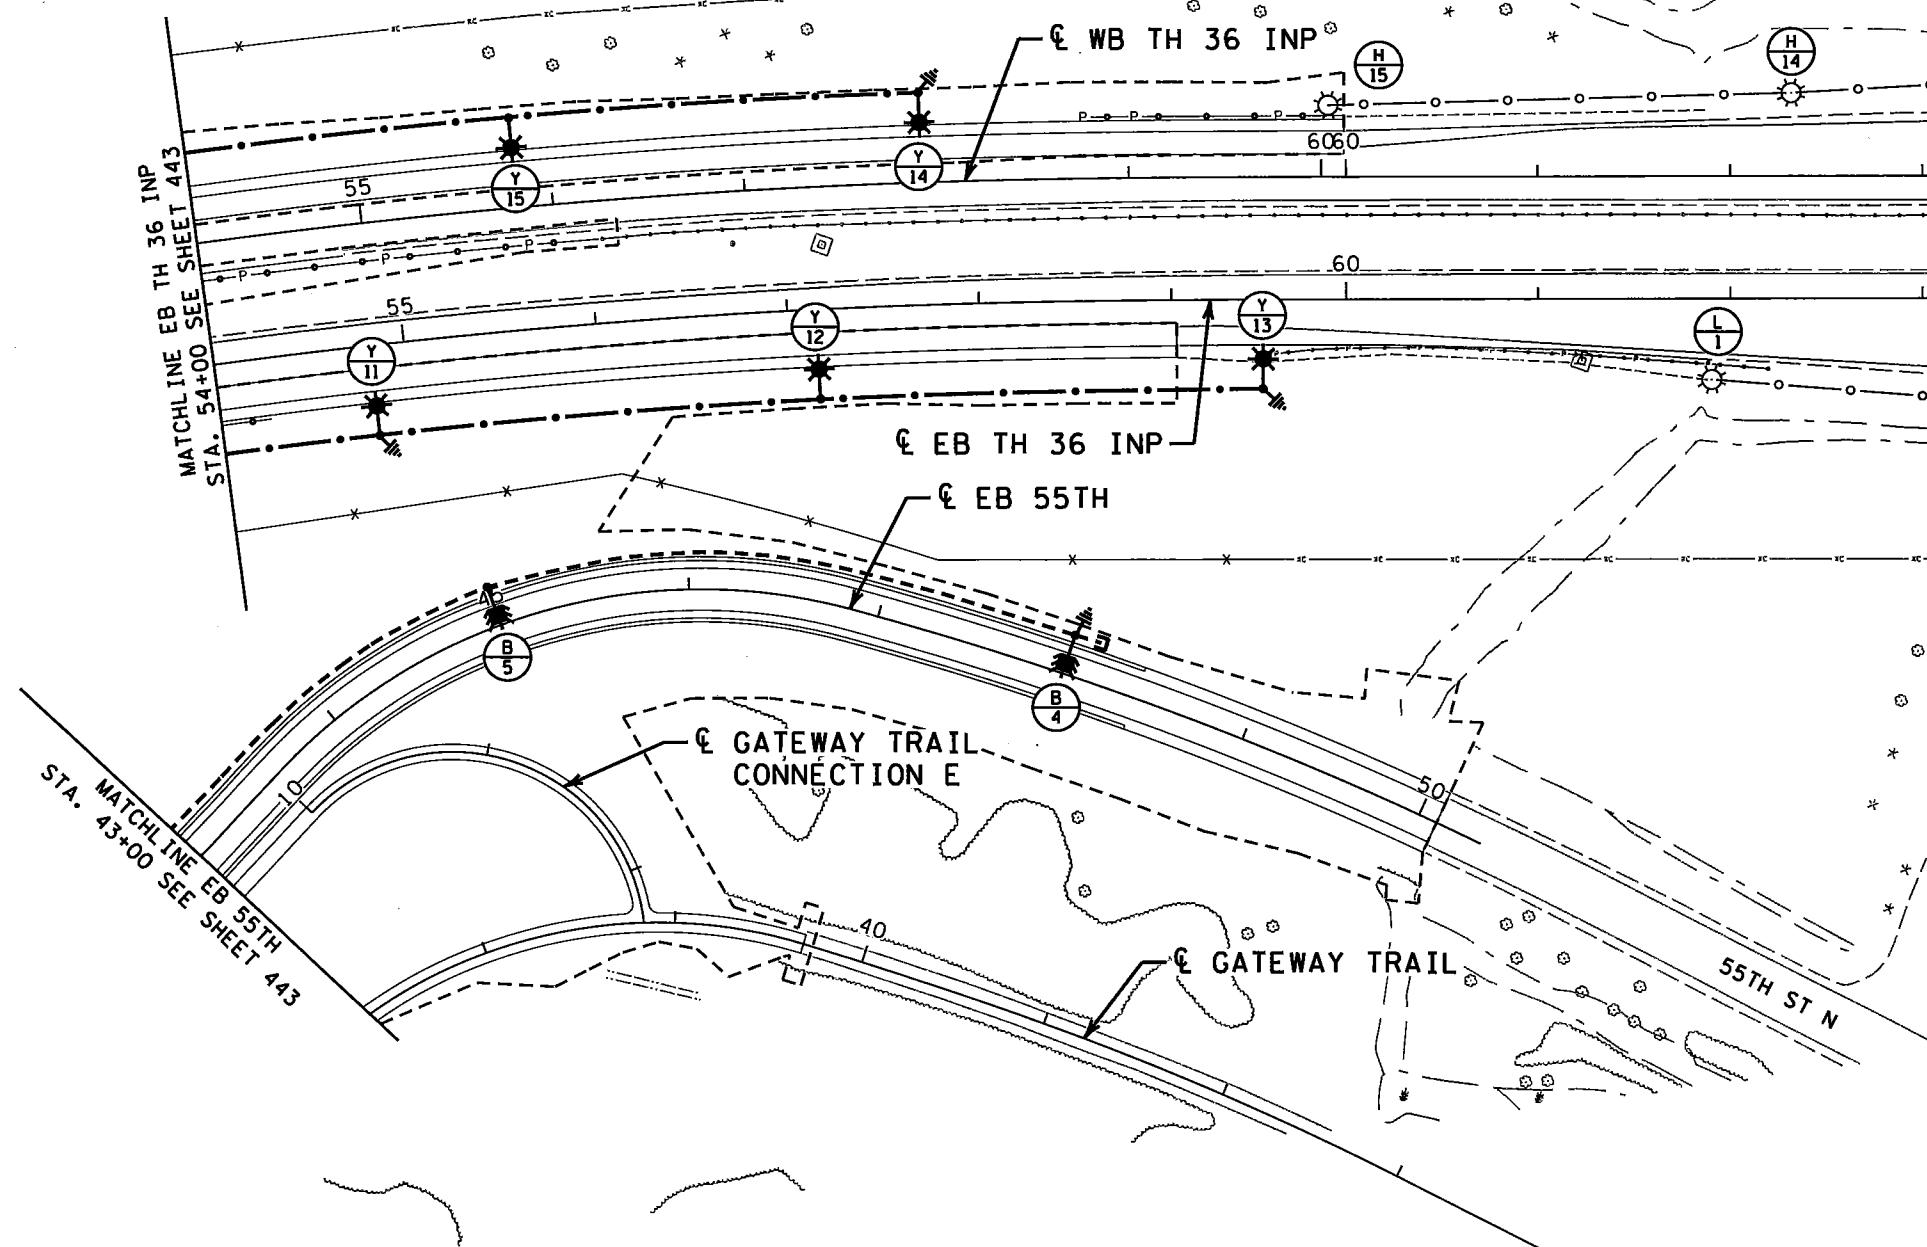 ℄ WB TH 36 INP
H
15
H
14
P P P
6060
Y
14
Y
15
55
MATCHLINE EB TH 36 INP
STA. 54+00 SEE SHEET 443
P P P
60
55
Y
11
Y
12
Y
13
L
1
℄ EB TH 36 INP
℄ EB 55TH
45
B
5
B
4
℄ GATEWAY TRAIL
CONNECTION E
10
50
MATCHLINE EB 55TH
STA. 43+00 SEE SHEET 443
40
℄ GATEWAY TRAIL
55TH ST N